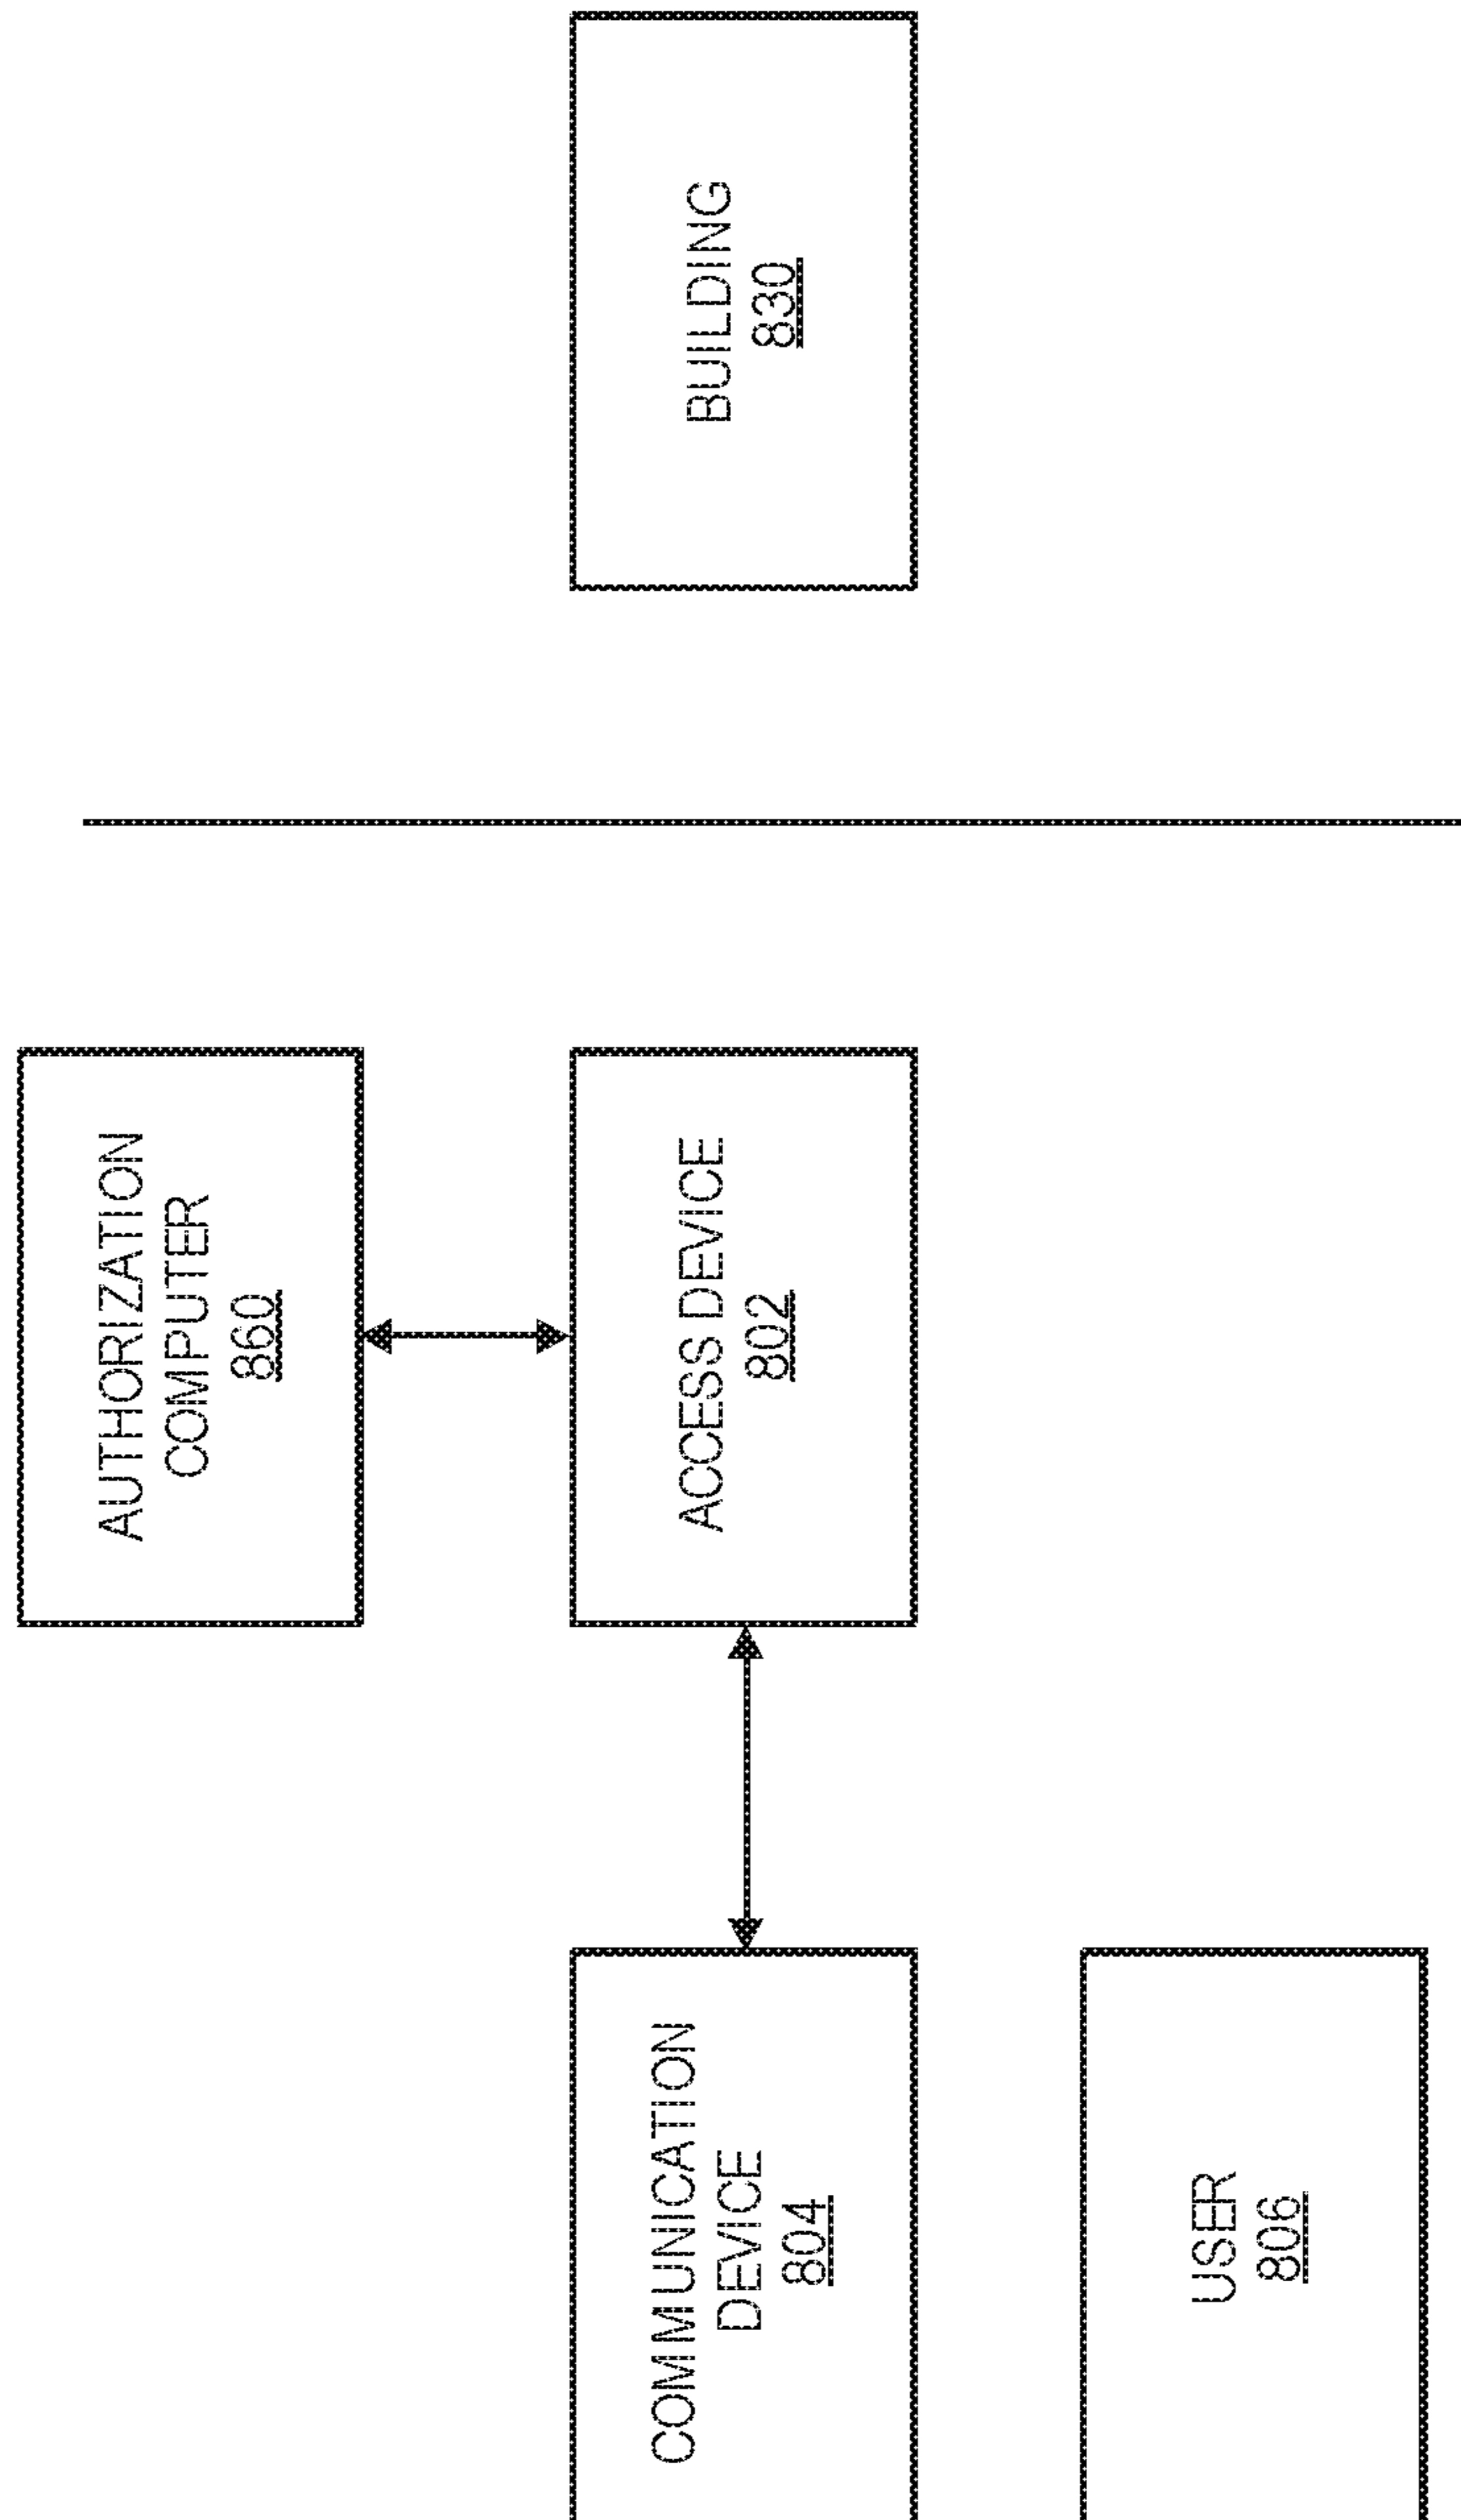 AUTHORIZATION
COMPUTER
860
COMMUNICATION
DEVICE
804
ACCESS DEVICE
802
BUILDING
830
USER
806